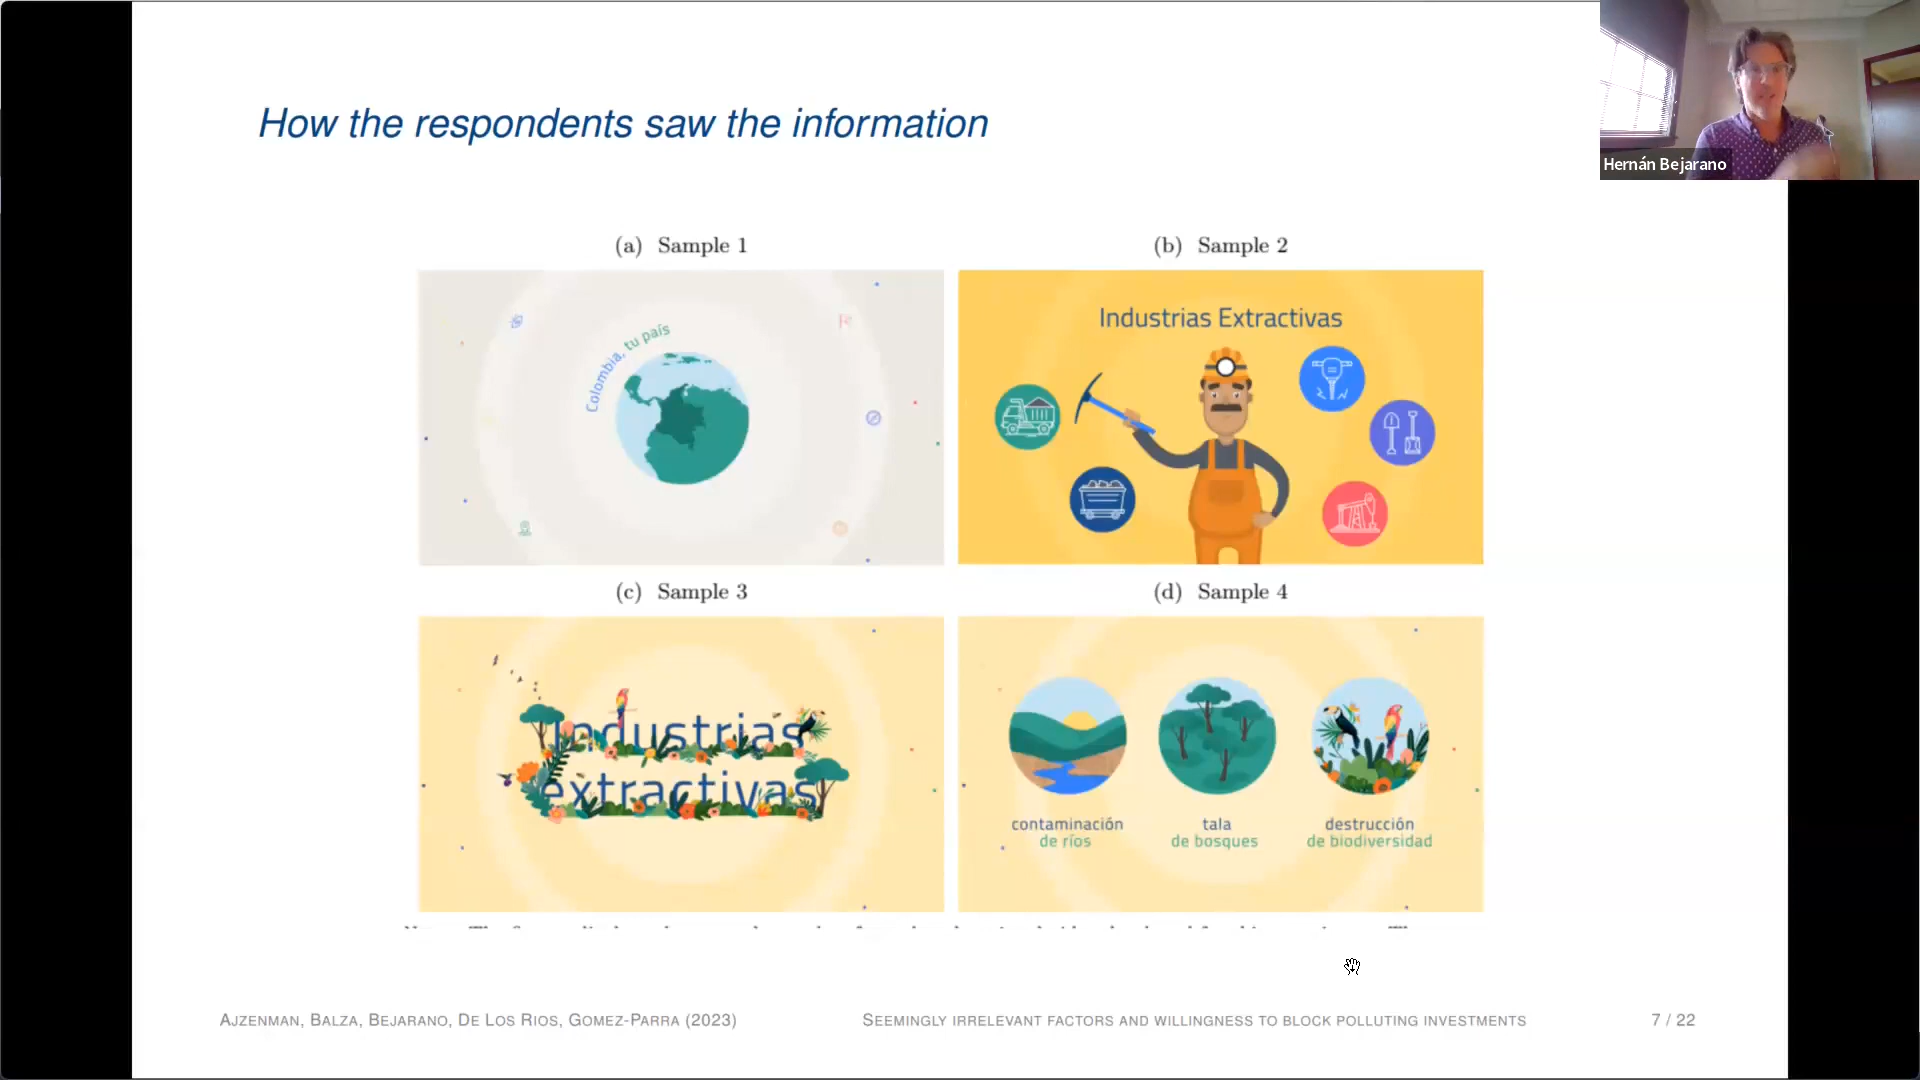 How the respondents saw the information
Hernán Bejarano
(a) Sample 1
(b) Sample 2
Colombia, tu país
Industrias Extractivas
(c) Sample 3
(d) Sample 4
Industrias
extractivas
contaminación
de ríos
tala
de bosques
destrucción
de biodiversidad
AJZENMAN, BALZA, BEJARANO, DE LOS RIOS, GOMEZ-PARRA (2023)
SEEMINGLY IRRELEVANT FACTORS AND WILLINGNESS TO BLOCK POLLUTING INVESTMENTS
7 / 22